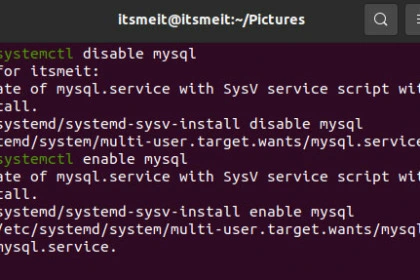 itsmeit@itsmeit:~/Pictures
systemctl disable mysql
for itsmeit:
ate of mysql.service with SysV service script wit
tall.
systemd/systemd-sysv-install disable mysql
temd/system/multi-user.target.wants/mysql.service
systemctl enable mysql
ate of mysql.service with SysV service script wit
tall.
systemd/systemd-sysv-install enable mysql
/etc/systemd/system/multi-user.target.wants/mysql
mysql.service.